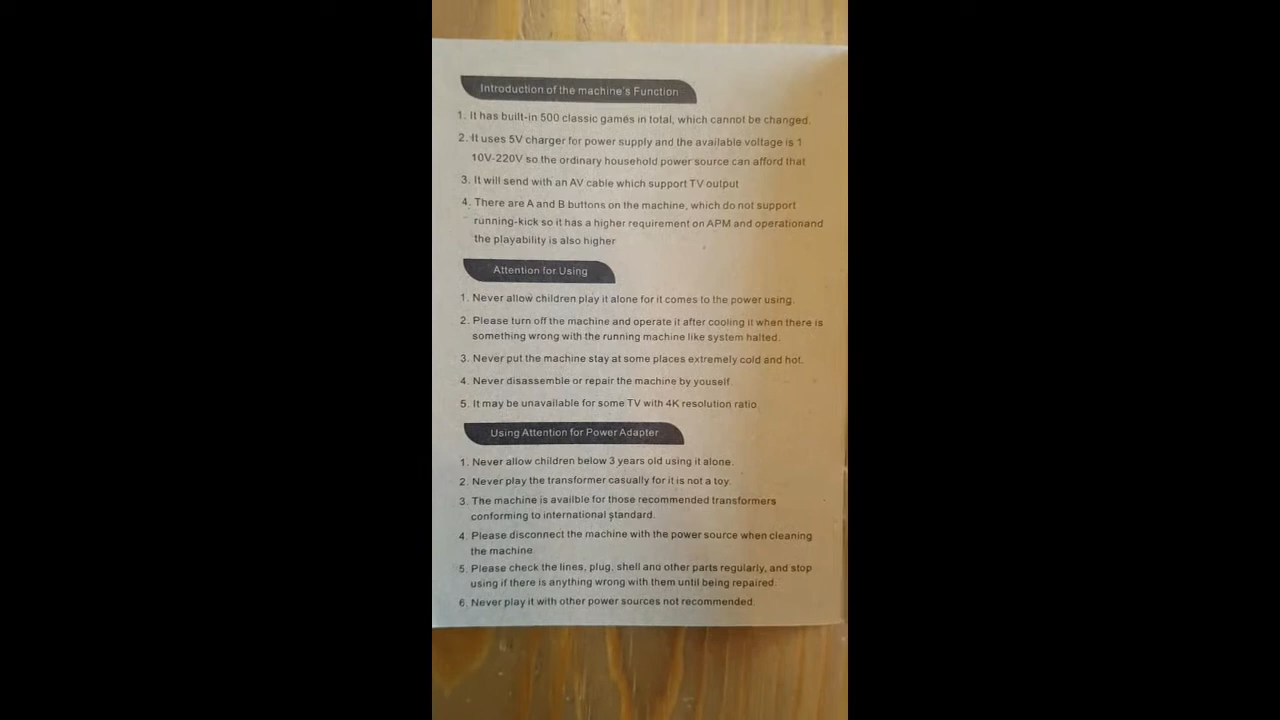 Introduction of the machine's Function
1. It has built-in 500 classic games in total, which cannot be changed.
2. It uses 5V charger for power supply and the available voltage is 1
10V-220V so the ordinary household power source can afford that
3. It will send with an AV cable which support TV output
4. There are A and B buttons on the machine, which do not support
running-kick so it has a higher requirement on APM and operationand
the playability is also higher
Attention for Using
1. Never allow children play it alone for it comes to the power using.
2. Please turn off the machine and operate it after cooling it when there is
something wrong with the running machine like system halted.
3. Never put the machine stay at some places extremely cold and hot.
4. Never disassemble or repair the machine by youself.
5. It may be unavailable for some TV with 4K resolution ratio.
Using Attention for Power Adapter
1. Never allow children below 3 years old using it alone.
2. Never play the transformer casually for it is not a toy.
3. The machine is availble for those recommended transformers
conforming to international standard.
4. Please disconnect the machine with the power source when cleaning
the machine
5. Please check the lines, plug, shell and other parts regularly, and stop
using if there is anything wrong with them until being repaired.
6. Never play it with other power sources not recommended.